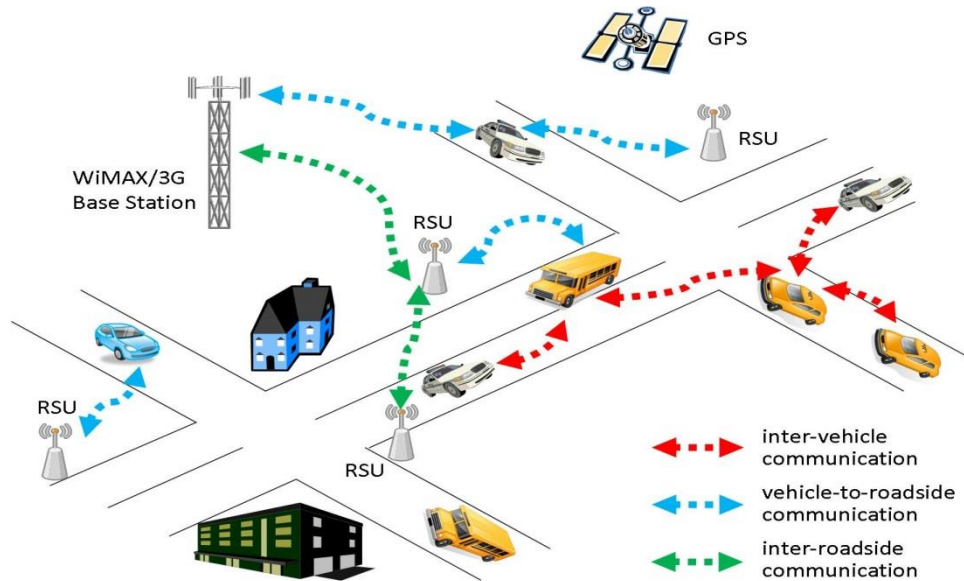 GPS
RSU
WiMAX/3G
Base Station
RSU
RSU
RSU
inter-vehicle
communication
vehicle-to-roadside
communication
inter-roadside
communication